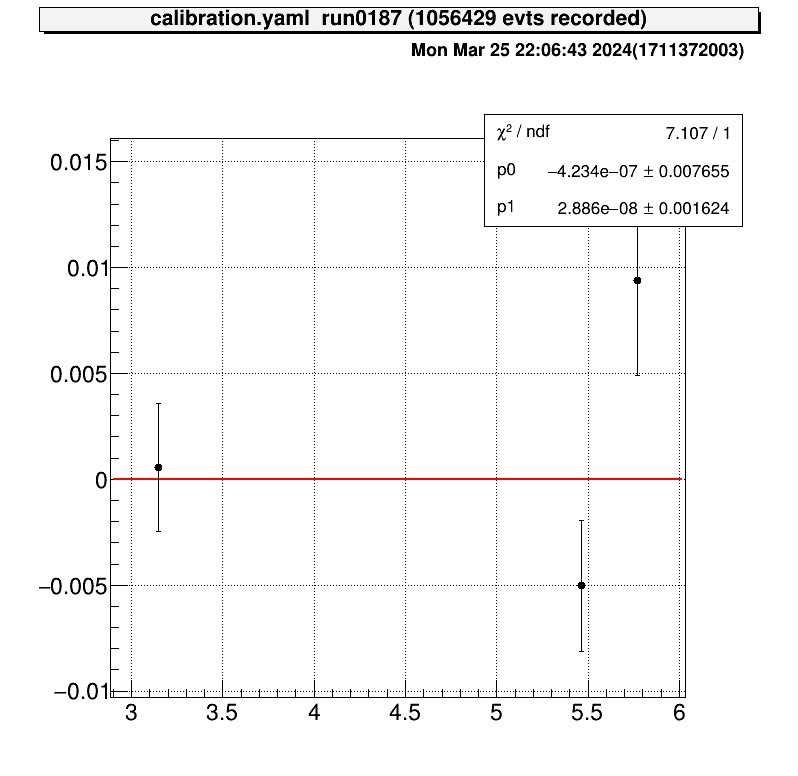 calibration.yaml run0187 (1056429 evts recorded)
Mon Mar 25 22:06:43 2024(1711372003)
χ² / ndf 7.107 / 1
p0 −4.234e−07 ± 0.007655
p1 2.886e−08 ± 0.001624
0.015
0.01
0.005
0
−0.005
−0.01
3 3.5 4 4.5 5 5.5 6